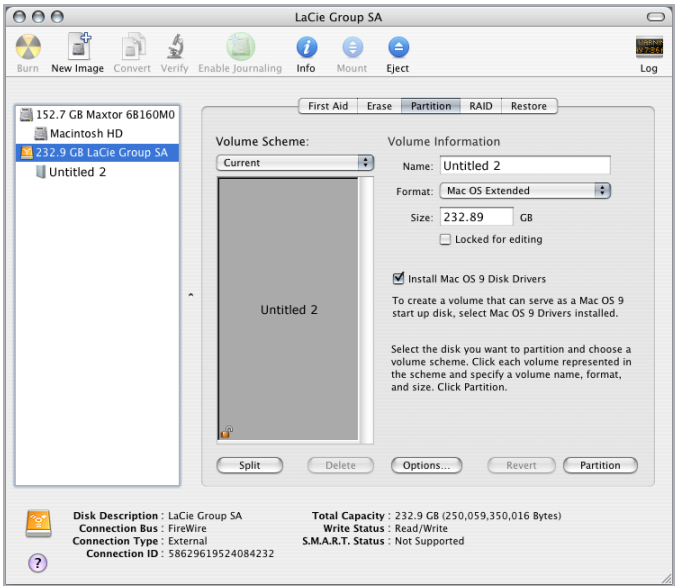 LaCie Group SA
Burn New Image Convert Verify Enable Journaling Info Mount Eject Log
First Aid Erase Partition RAID Restore
152.7 GB Maxtor 6B160M0
Macintosh HD
232.9 GB LaCie Group SA
Untitled 2
Volume Scheme:
Current
Untitled 2
Volume Information
Name: Untitled 2
Format: Mac OS Extended
Size: 232.89 GB
Locked for editing
Install Mac OS 9 Disk Drivers
To create a volume that can serve as a Mac OS 9
start up disk, select Mac OS 9 Drivers installed.
Select the disk you want to partition and choose a
volume scheme. Click each volume represented in
the scheme and specify a volume name, format,
and size. Click Partition.
Split Delete Options... Revert Partition
Disk Description : LaCie Group SA
Connection Bus : FireWire
Connection Type : External
Connection ID : 58629619524084232
Total Capacity : 232.9 GB (250,059,350,016 Bytes)
Write Status : Read/Write
S.M.A.R.T. Status : Not Supported
?